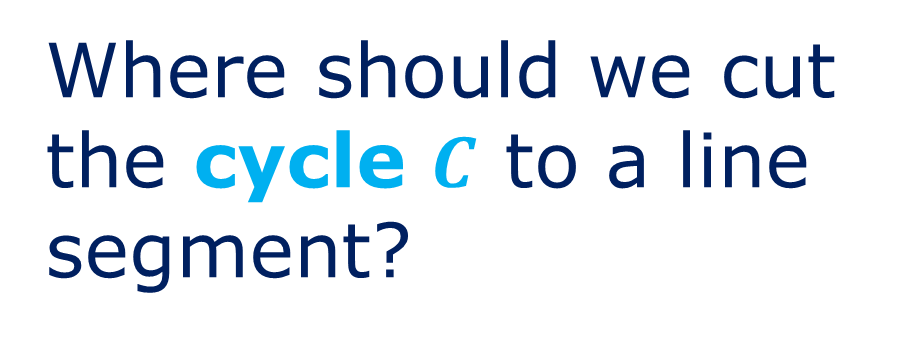 Where should we cut
the cycle C to a line
segment?